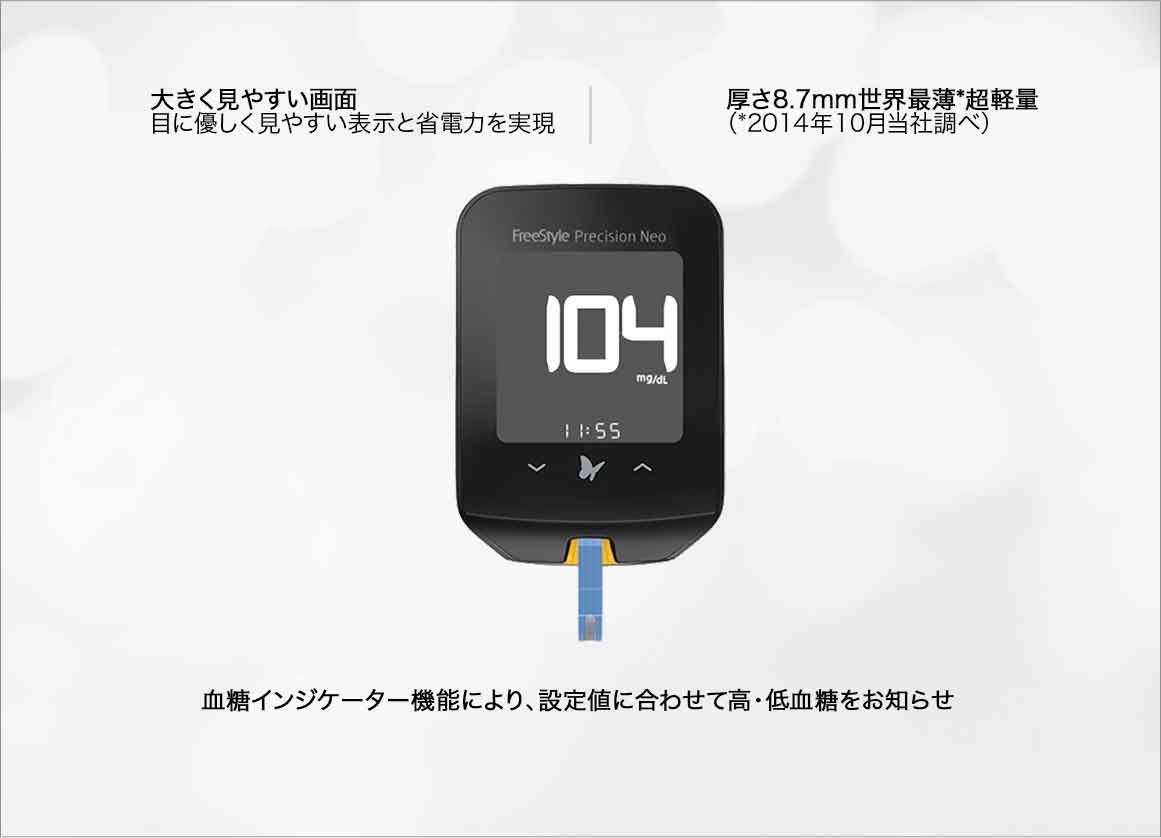 大きく見やすい画面
目に優しく見やすい表示と省電力を実現
厚さ8.7mm世界最薄*超軽量
(*2014年10月当社調べ)
FreeStyle Precision Neo
104
mg/dL
11:55
血糖インジケーター機能により、設定値に合わせて高・低血糖をお知らせ